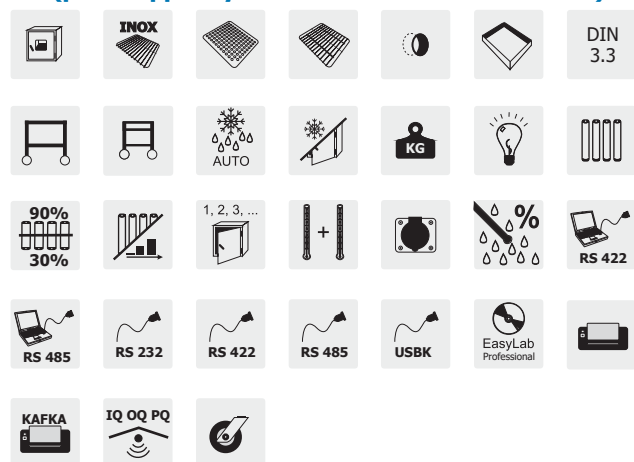 INOX
DIN
3.3
AUTO
KG
90%
30%
1, 2, 3, ...
+
%
RS 422
RS 485
RS 232
RS 422
RS 485
USBK
EasyLab
Professional
KAFKA
IQ OQ PQ